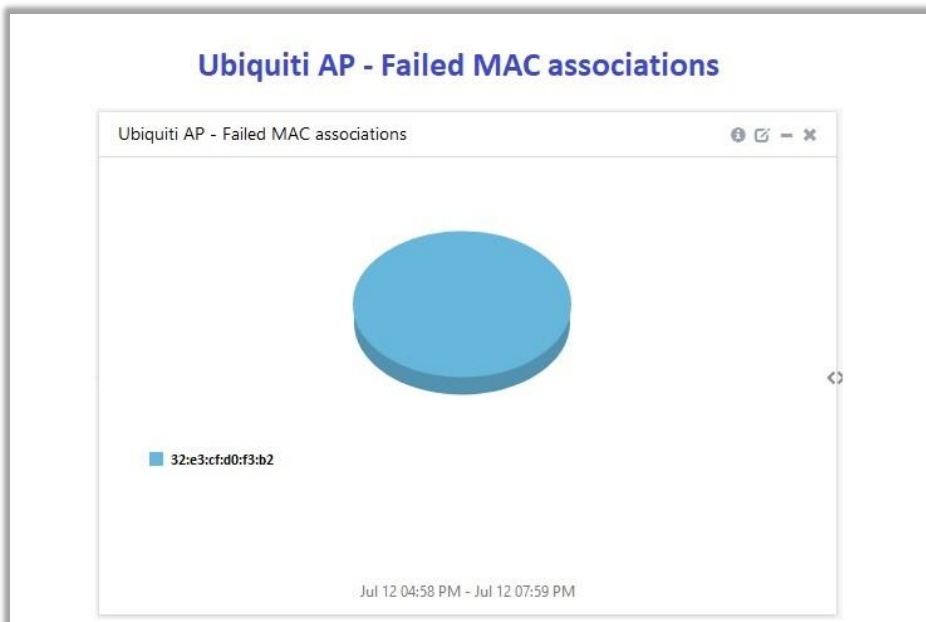 Ubiquiti AP - Failed MAC associations
Ubiquiti AP - Failed MAC associations
32:e3:cf:d0:f3:b2
Jul 12 04:58 PM - Jul 12 07:59 PM